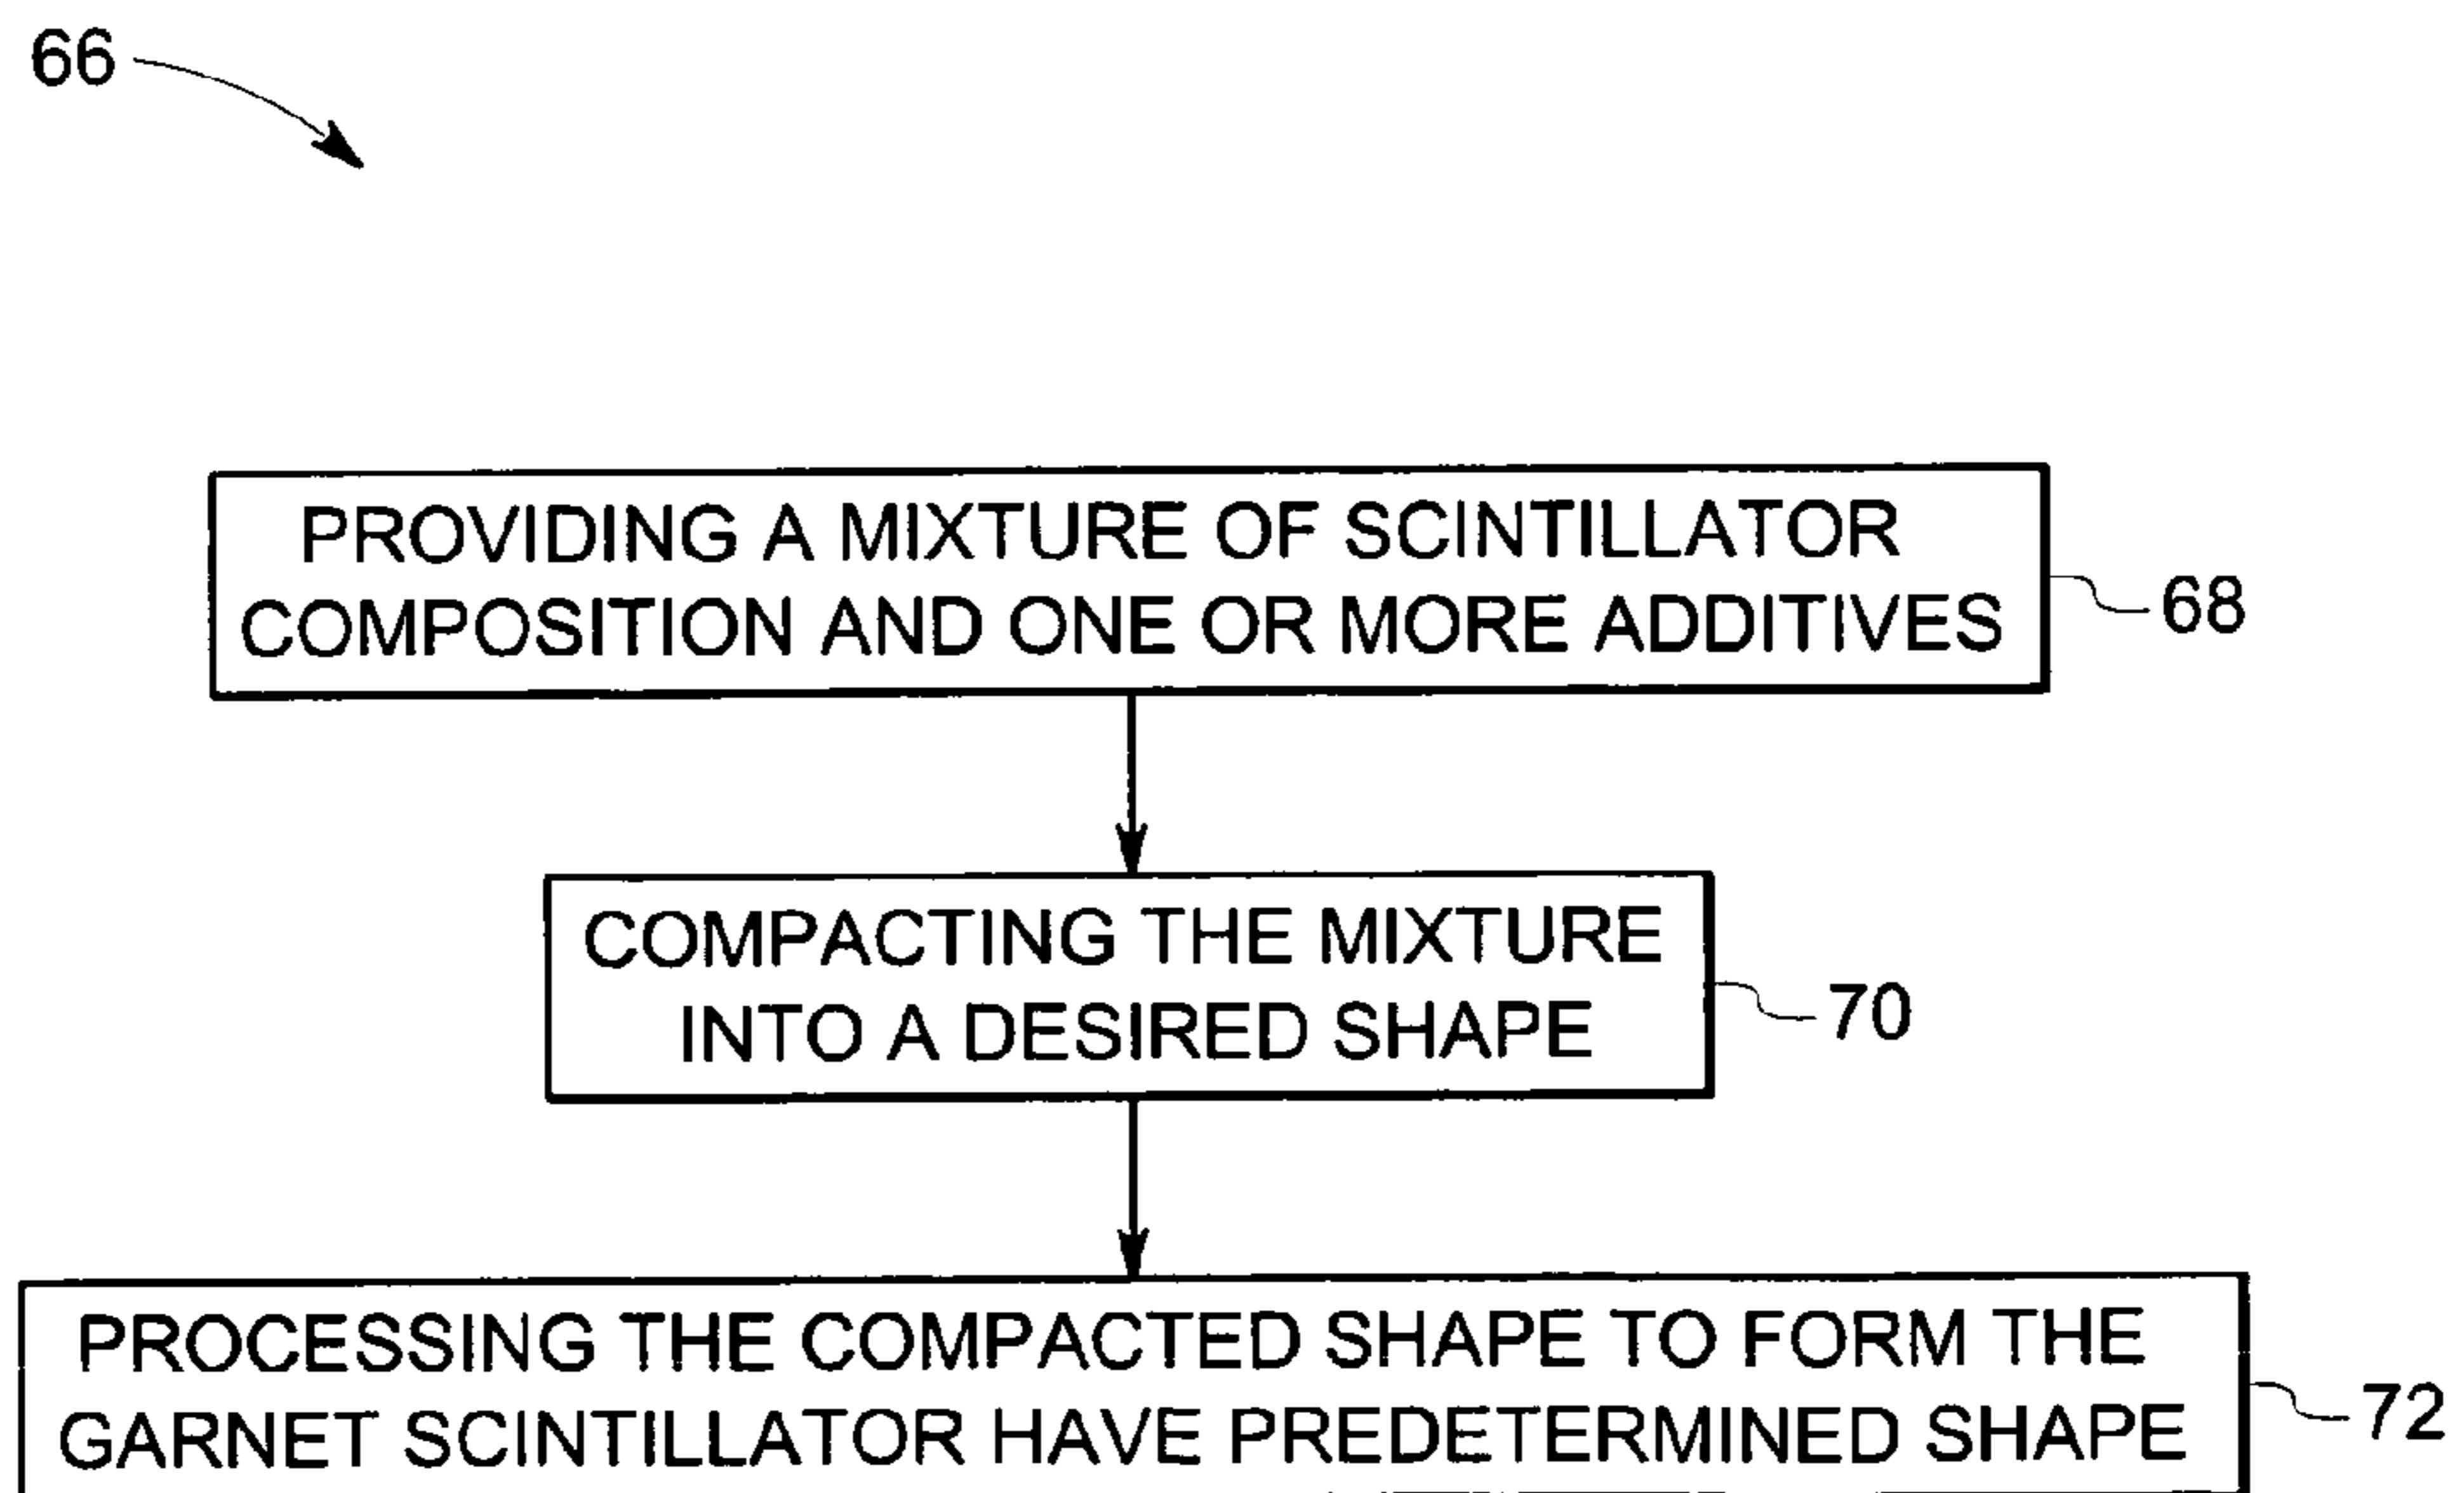 66
PROVIDING A MIXTURE OF SCINTILLATOR
COMPOSITION AND ONE OR MORE ADDITIVES
68
COMPACTING THE MIXTURE
INTO A DESIRED SHAPE
70
PROCESSING THE COMPACTED SHAPE TO FORM THE
GARNET SCINTILLATOR HAVE PREDETERMINED SHAPE
72